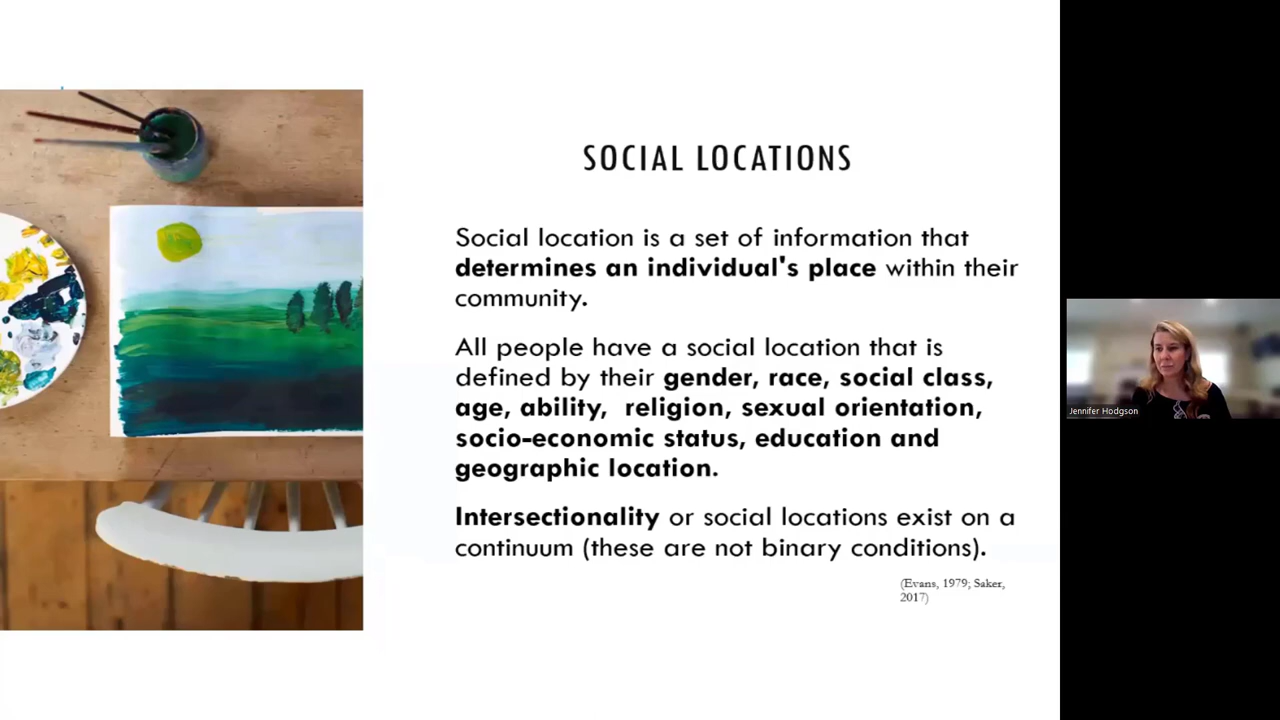 SOCIAL LOCATIONS
Social location is a set of information that
determines an individual's place within their
community.
All people have a social location that is
defined by their gender, race, social class,
age, ability, religion, sexual orientation,
socio-economic status, education and
geographic location.
Intersectionality or social locations exist on a
continuum (these are not binary conditions).
(Evans, 1979; Saker,
2017)
Jennifer Hodgson